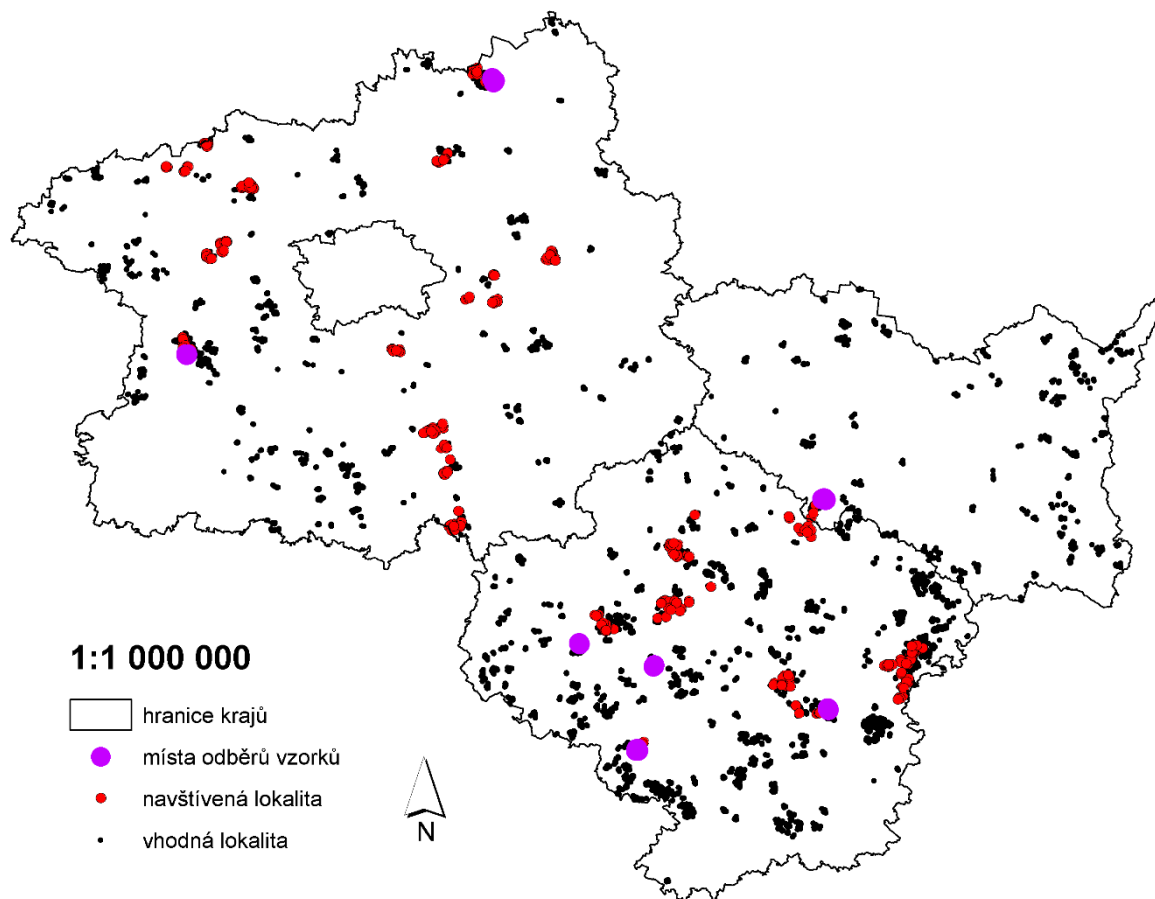 1:1 000 000
hranice krajů
místa odběrů vzorků
navštívená lokalita
vhodná lokalita
N